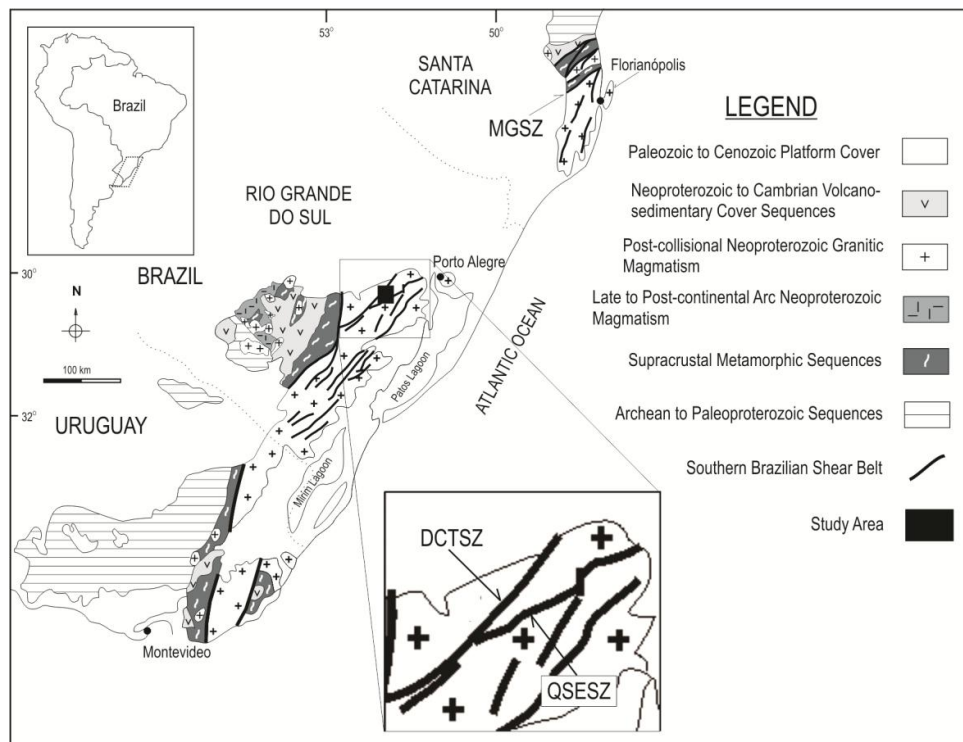 53°
50°
Brazil
SANTA
CATARINA
Florianópolis
MGSZ
RIO GRANDE
DO SUL
30°
BRAZIL
Porto Alegre
N
100 km
Patos Lagoon
ATLANTIC OCEAN
32°
URUGUAY
Mirim Lagoon
Montevideo
DCTSZ
QSESZ
LEGEND
Paleozoic to Cenozoic Platform Cover
Neoproterozoic to Cambrian Volcano-
sedimentary Cover Sequences
Post-collisional Neoproterozoic Granitic
Magmatism
Late to Post-continental Arc Neoproterozoic
Magmatism
Supracrustal Metamorphic Sequences
Archean to Paleoproterozoic Sequences
Southern Brazilian Shear Belt
Study Area